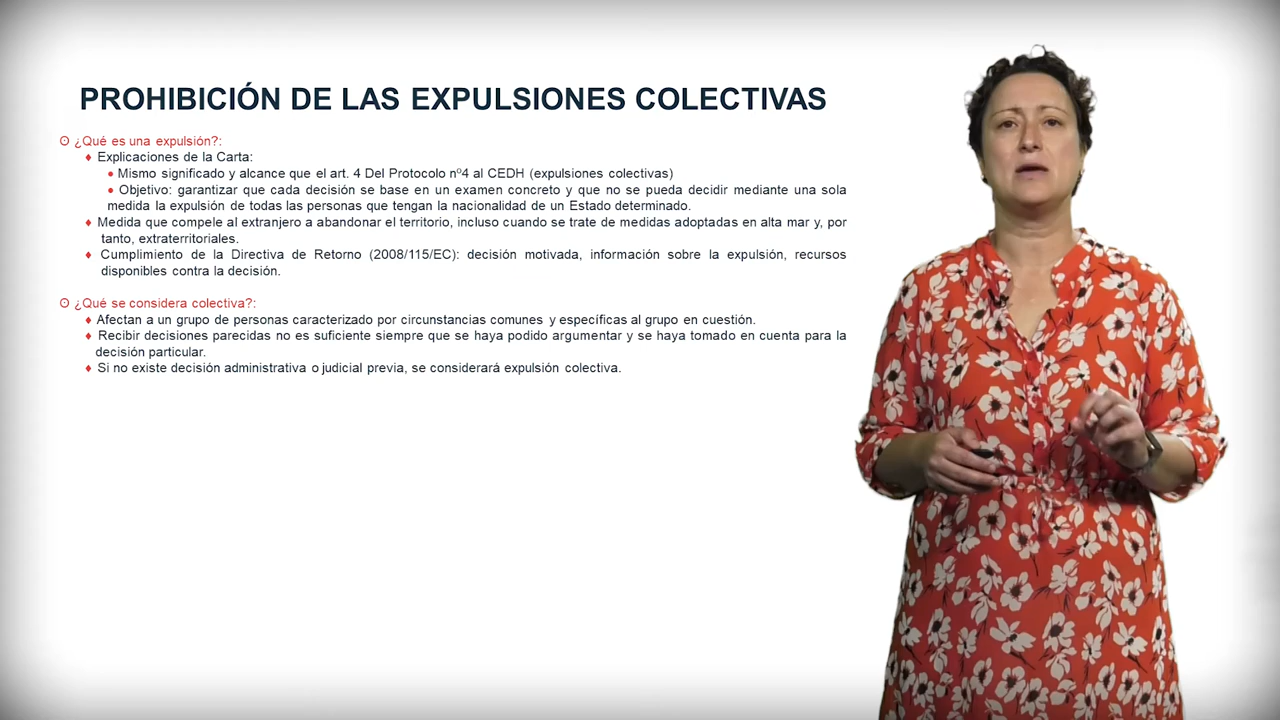 PROHIBICIÓN DE LAS EXPULSIONES COLECTIVAS
¿Qué es una expulsión?:
Explicaciones de la Carta:
Mismo significado y alcance que el art. 4 Del Protocolo nº4 al CEDH (expulsiones colectivas)
Objetivo: garantizar que cada decisión se base en un examen concreto y que no se pueda decidir mediante una sola
medida la expulsión de todas las personas que tengan la nacionalidad de un Estado determinado.
Medida que compele al extranjero a abandonar el territorio, incluso cuando se trate de medidas adoptadas en alta mar y, por
tanto, extraterritoriales.
Cumplimiento de la Directiva de Retorno (2008/115/EC): decisión motivada, información sobre la expulsión, recursos
disponibles contra la decisión.
¿Qué se considera colectiva?:
Afectan a un grupo de personas caracterizado por circunstancias comunes y específicas al grupo en cuestión.
Recibir decisiones parecidas no es suficiente siempre que se haya podido argumentar y se haya tomado en cuenta para la
decisión particular.
Si no existe decisión administrativa o judicial previa, se considerará expulsión colectiva.